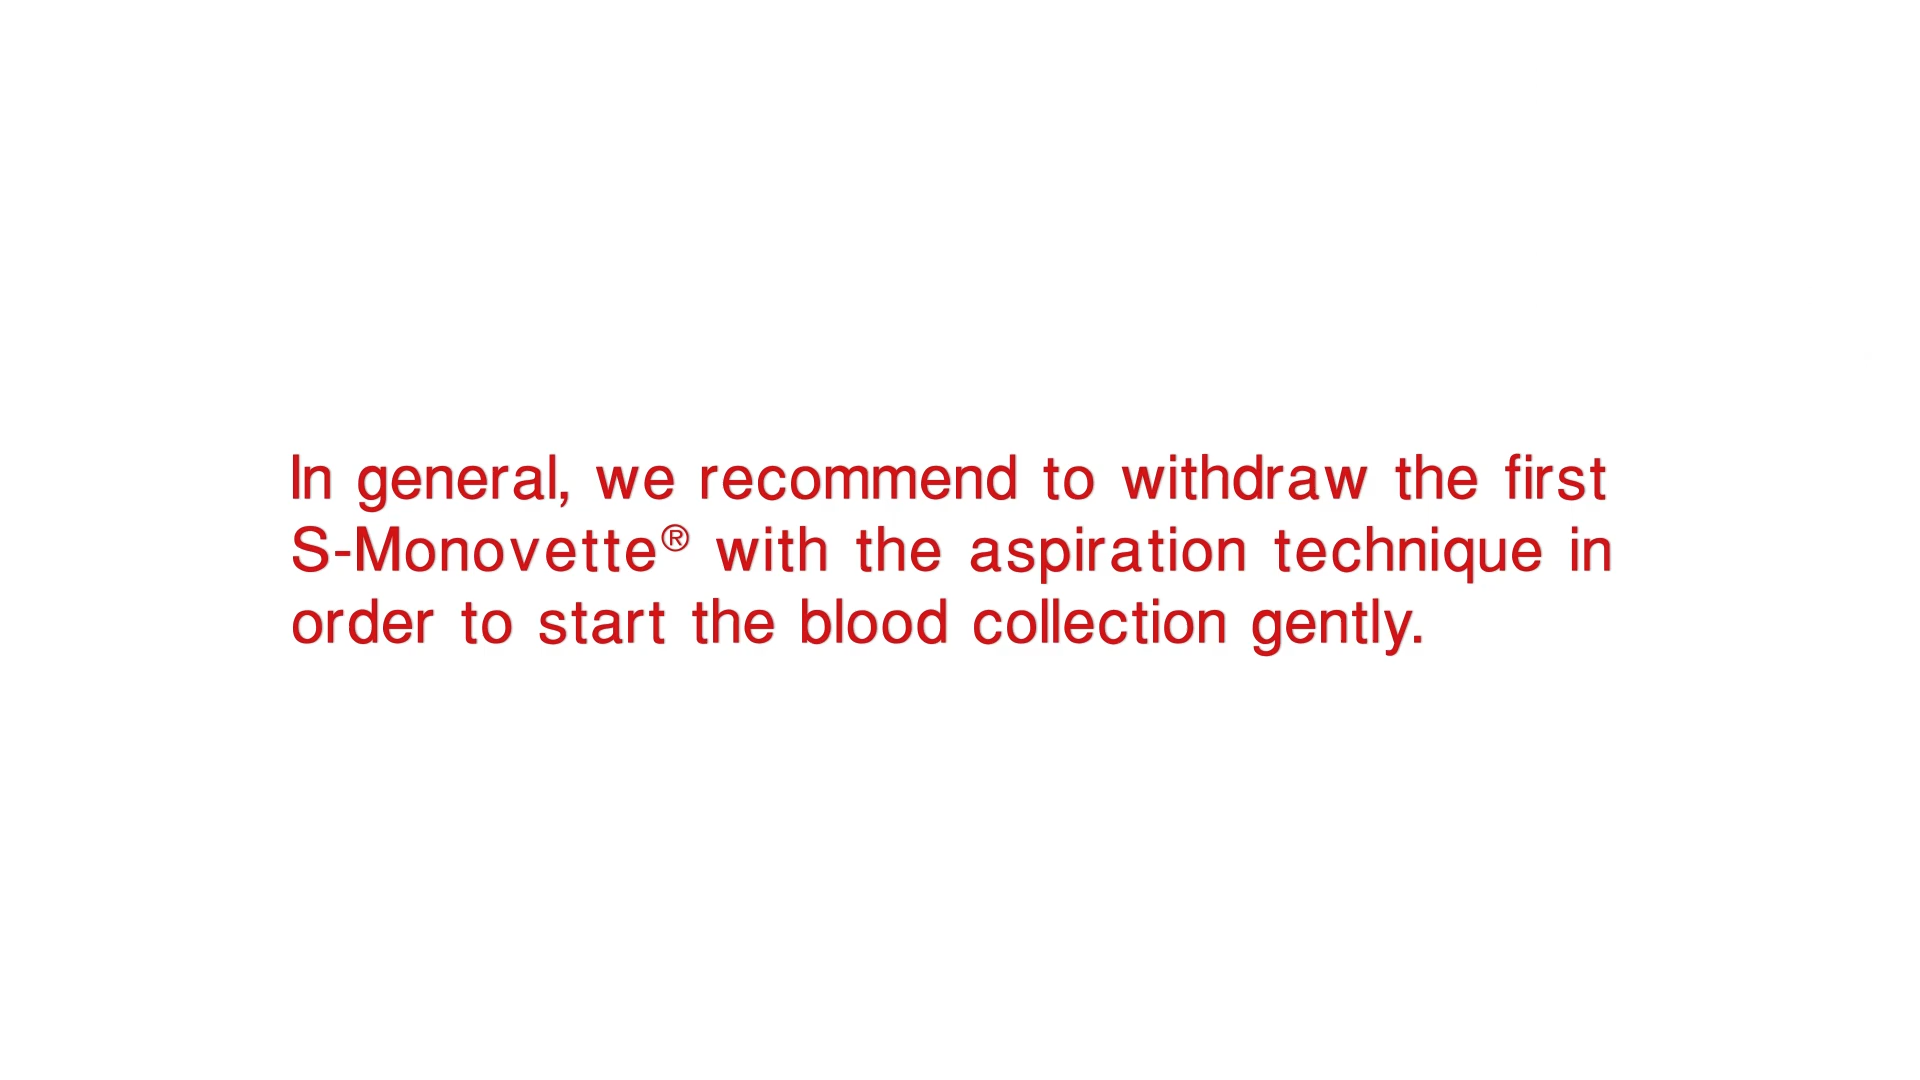 In general, we recommend to withdraw the first
S-Monovette® with the aspiration technique in
order to start the blood collection gently.